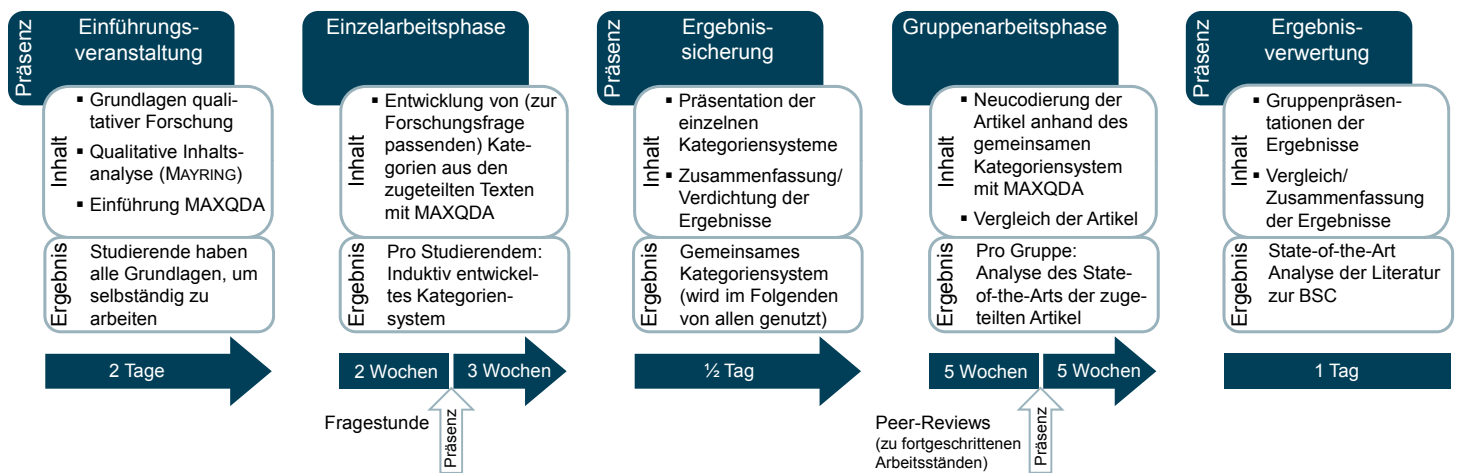 Präsenz
Einführungs-
veranstaltung
Inhalt
▪ Grundlagen quali-
tativer Forschung
▪ Qualitative Inhalts-
analyse (MAYRING)
▪ Einführung MAXQDA
Ergebnis
Studierende haben
alle Grundlagen, um
selbständig zu
arbeiten
2 Tage
Einzelarbeitsphase
Inhalt
▪ Entwicklung von (zur
Forschungsfrage
passenden) Kate-
gorien aus den
zugeteilten Texten
mit MAXQDA
Ergebnis
Pro Studierendem:
Induktiv entwickel-
tes Kategorien-
system
2 Wochen
3 Wochen
Fragestunde
Präsenz
Präsenz
Ergebnis-
sicherung
Inhalt
▪ Präsentation der
einzelnen
Kategoriensysteme
▪ Zusammenfassung/
Verdichtung der
Ergebnisse
Ergebnis
Gemeinsames
Kategoriensystem
(wird im Folgenden
von allen genutzt)
½ Tag
Gruppenarbeitsphase
Inhalt
▪ Neucodierung der
Artikel anhand des
gemeinsamen
Kategoriensystem
mit MAXQDA
▪ Vergleich der Artikel
Ergebnis
Pro Gruppe:
Analyse des State-
of-the-Arts der zuge-
teilten Artikel
5 Wochen
5 Wochen
Peer-Reviews
(zu fortgeschrittenen
Arbeitsständen)
Präsenz
Präsenz
Ergebnis-
verwertung
Inhalt
▪ Gruppenpräsen-
tationen der
Ergebnisse
▪ Vergleich/
Zusammenfassung
der Ergebnisse
Ergebnis
State-of-the-Art
Analyse der Literatur
zur BSC
1 Tag